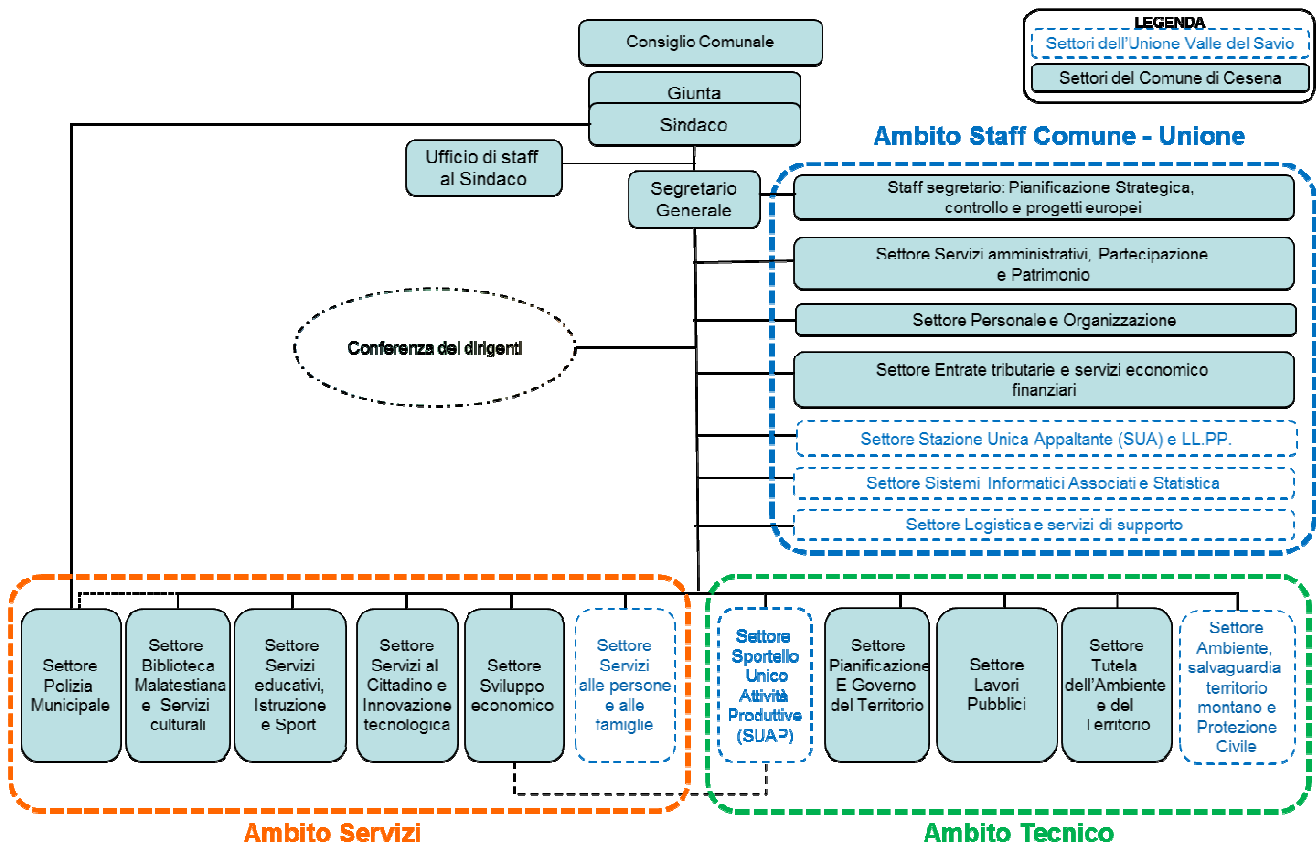 LEGENDA
Settori dell'Unione Valle del Savio
Settori del Comune di Cesena
Consiglio Comunale
Giunta
Sindaco
Ufficio di staff
al Sindaco
Segretario
Generale
Ambito Staff Comune - Unione
Staff segretario: Pianificazione Strategica,
controllo e progetti europei
Settore Servizi amministrativi, Partecipazione
e Patrimonio
Settore Personale e Organizzazione
Settore Entrate tributarie e servizi economico
finanziari
Settore Stazione Unica Appaltante (SUA) e LL.PP.
Settore Sistemi Informatici Associati e Statistica
Settore Logistica e servizi di supporto
Conferenza dei dirigenti
Settore
Polizia
Municipale
Settore
Biblioteca
Malatestiana
e Servizi
culturali
Settore
Servizi
educativi,
Istruzione
e Sport
Settore
Servizi al
Cittadino e
Innovazione
tecnologica
Settore
Sviluppo
economico
Settore
Servizi
alle persone
e alle
famiglie
Settore
Sportello
Unico
Attività
Produttive
(SUAP)
Settore
Pianificazione
E Governo
del Territorio
Settore
Lavori
Pubblici
Settore
Tutela
dell'Ambiente
e del
Territorio
Settore
Ambiente,
salvaguardia
territorio
montano e
Protezione
Civile
Ambito Servizi
Ambito Tecnico